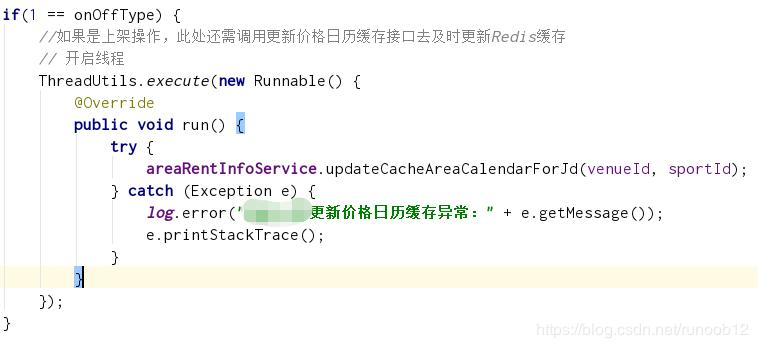 if(1 == onOffType) {
//如果是上架操作，此处还需调用更新价格日历缓存接口去及时更新Redis缓存
// 开启线程
ThreadUtils.execute(new Runnable() {
@Override
public void run() {
try {
areaRentInfoService.updateCacheAreaCalendarForJd(venueId, sportId);
} catch (Exception e) {
log.error("更新价格日历缓存异常：" + e.getMessage());
e.printStackTrace();
}
}
});
}
https://blog.csdn.net/runoob12